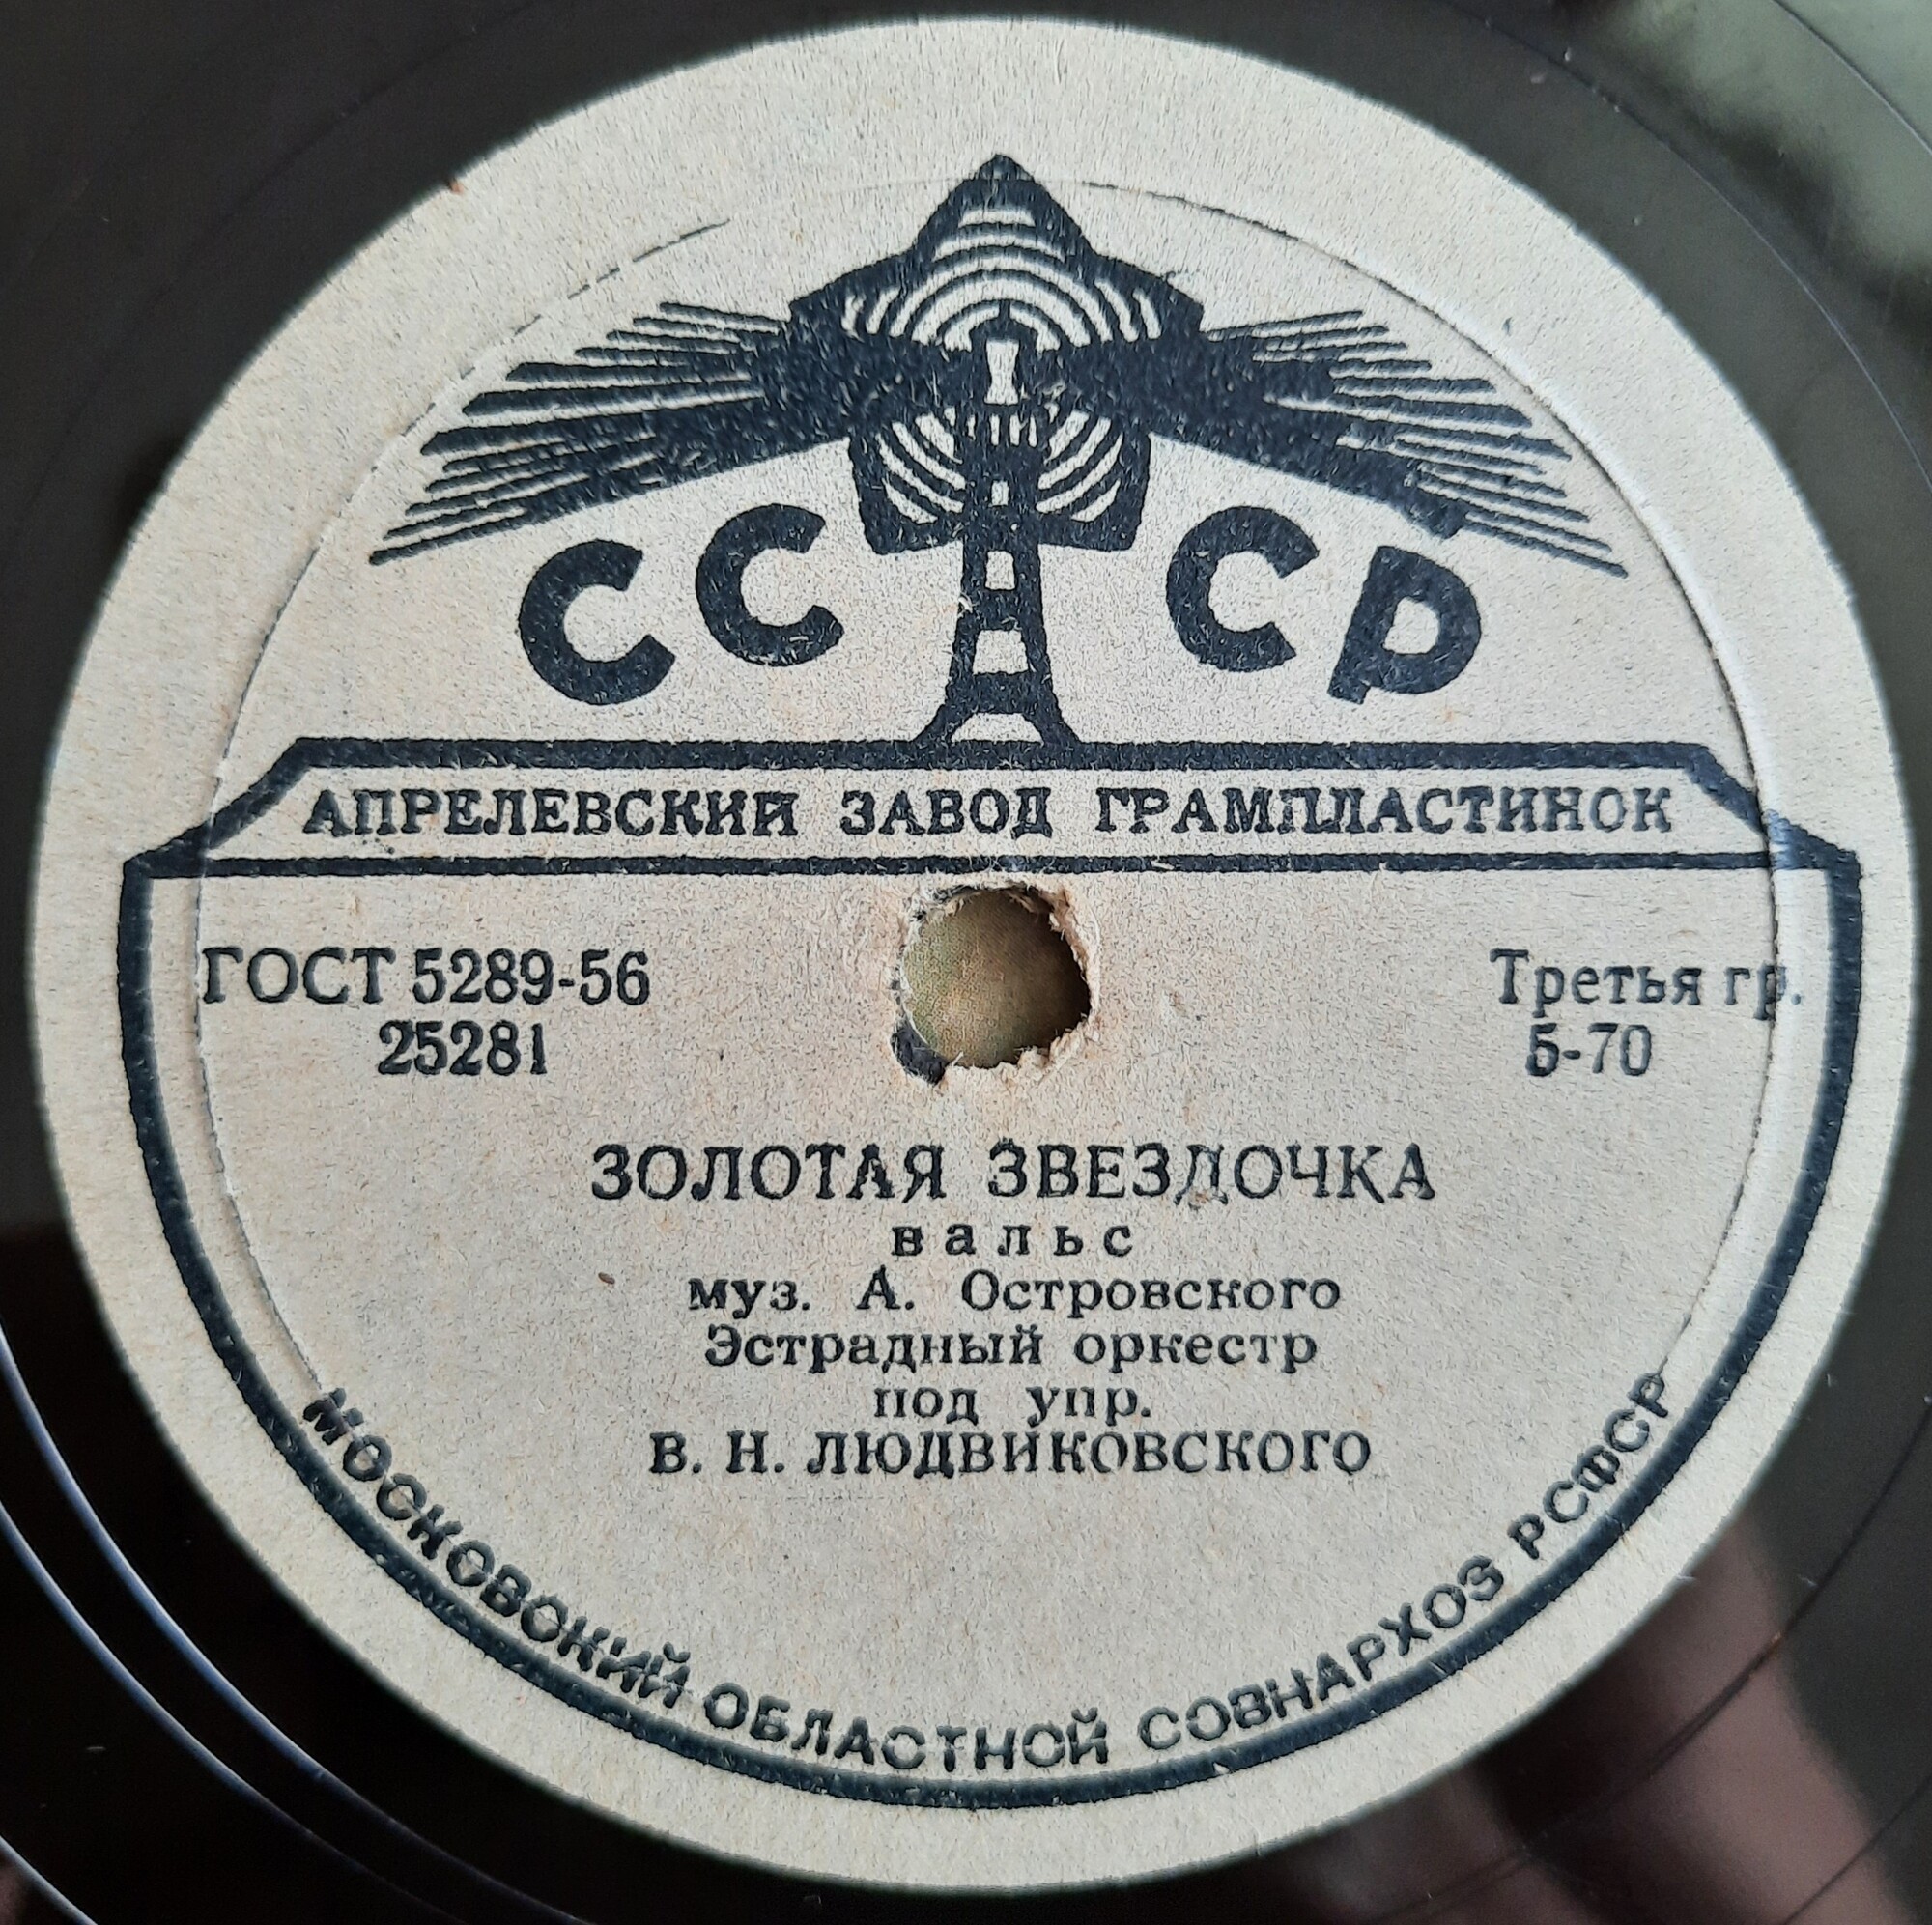 СССР
АПРЕЛЕВСКИЙ ЗАВОД ГРАМПЛАСТИНОК
ГОСТ 5289-56
25281
Третья гр.
5-70
ЗОЛОТАЯ ЗВЕЗДОЧКА
вальс
муз. А. Островского
Эстрадный оркестр
под упр.
В. Н. ЛЮДВИКОВСКОГО
МОСКОВСКИЙ ОБЛАСТНОЙ СОВНАРХОЗ РСФСР